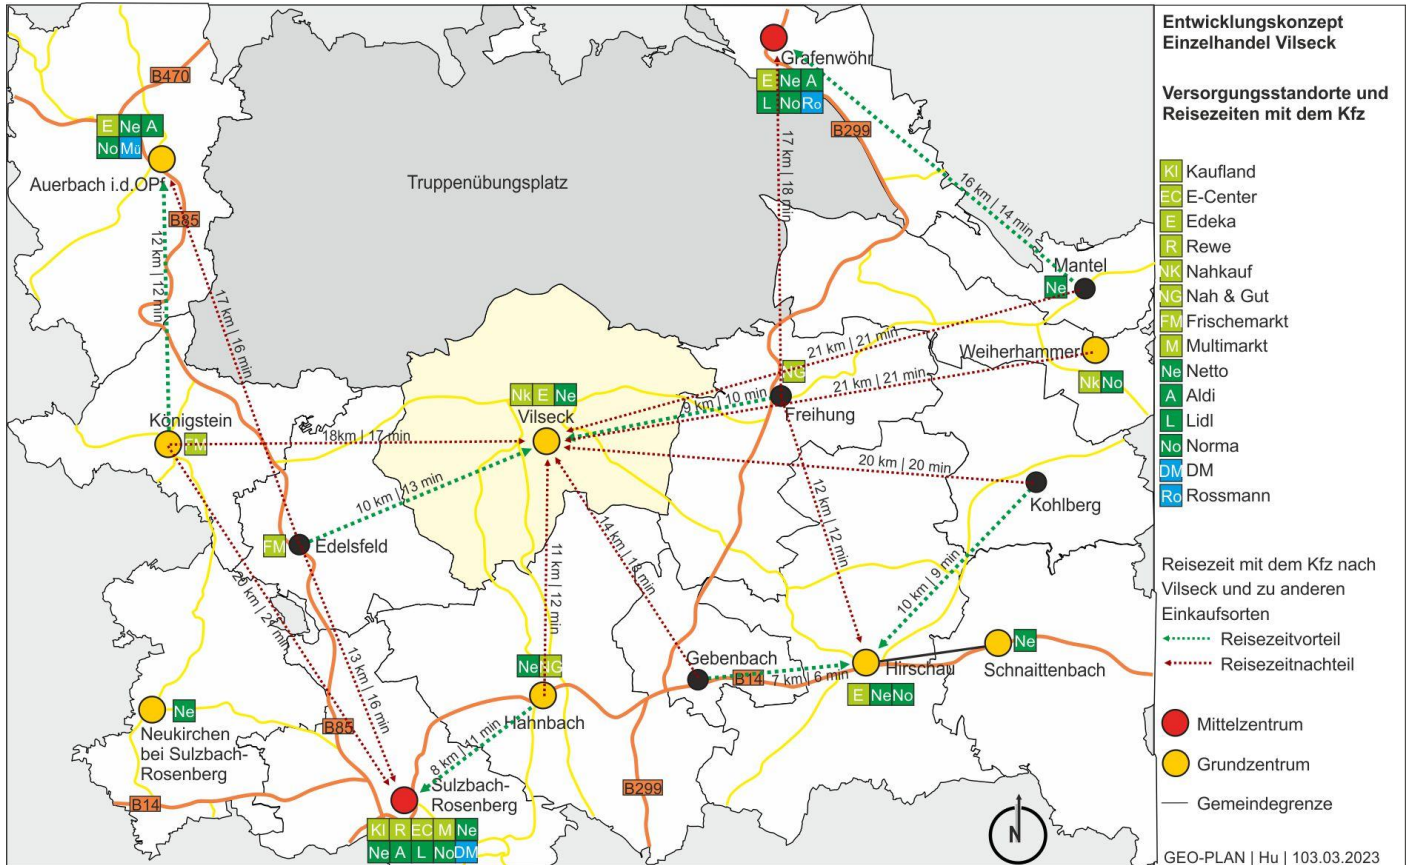 Entwicklungskonzept
Einzelhandel Vilseck
Versorgungsstandorte und
Reisezeiten mit dem Kfz
Kl Kaufland
EC E-Center
E Edeka
R Rewe
NK Nahkauf
NG Nah & Gut
FM Frischemarkt
M Multimarkt
Ne Netto
A Aldi
L Lidl
No Norma
DM DM
Ro Rossmann
Reisezeit mit dem Kfz nach
Vilseck und zu anderen
Einkaufsorten
Reisezeitvorteil
Reisezeitnachteil
Mittelzentrum
Grundzentrum
Gemeindegrenze
GEO-PLAN | Hu | 103.03.2023
N
Grafenwöhr
E Ne A
L No Ro
B299
17 km | 18 min
16 km | 14 min
B470
E Ne A
No Mü
Auerbach i.d.OPf
B85
12 km | 12 min
17 km | 16 min
Truppenübungsplatz
Mantel
Ne
21 km | 21 min
Weiherhammer
Nk No
21 km | 21 min
NG
Freihung
9 km | 10 min
Nk E Ne
Vilseck
Königstein
FM
18km | 17 min
20 km | 20 min
Kohlberg
10 km | 13 min
12 km | 12 min
FM
Edelsfeld
14 km | 13 min
11 km | 12 min
10 km | 9 min
20 km | 21 min
13 km | 16 min
Ne NG
Hahnbach
8 km | 11 min
Gebenbach
B14
7 km | 6 min
Hirschau
E Ne No
Ne
Schnaittenbach
Ne
Neukirchen
bei Sulzbach-
Rosenberg
B85
B14
B299
Sulzbach-
Rosenberg
Kl R EC M Ne
Ne A L No DM